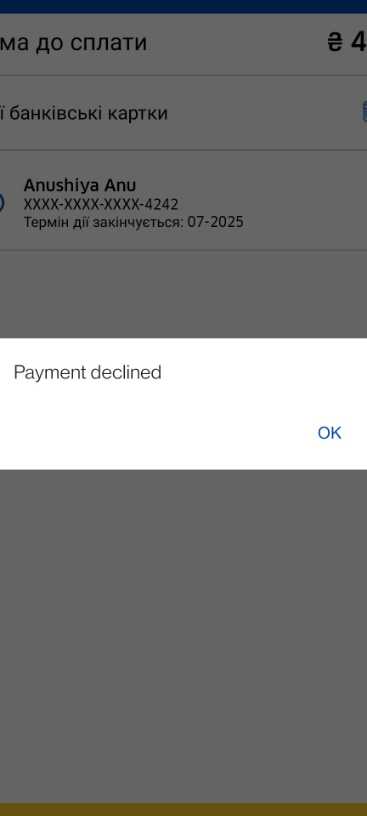 ма до сплати
₴ 4
ї банківські картки
Anushiya Anu
XXXX-XXXX-XXXX-4242
Термін дії закінчується: 07-2025
Payment declined
OK